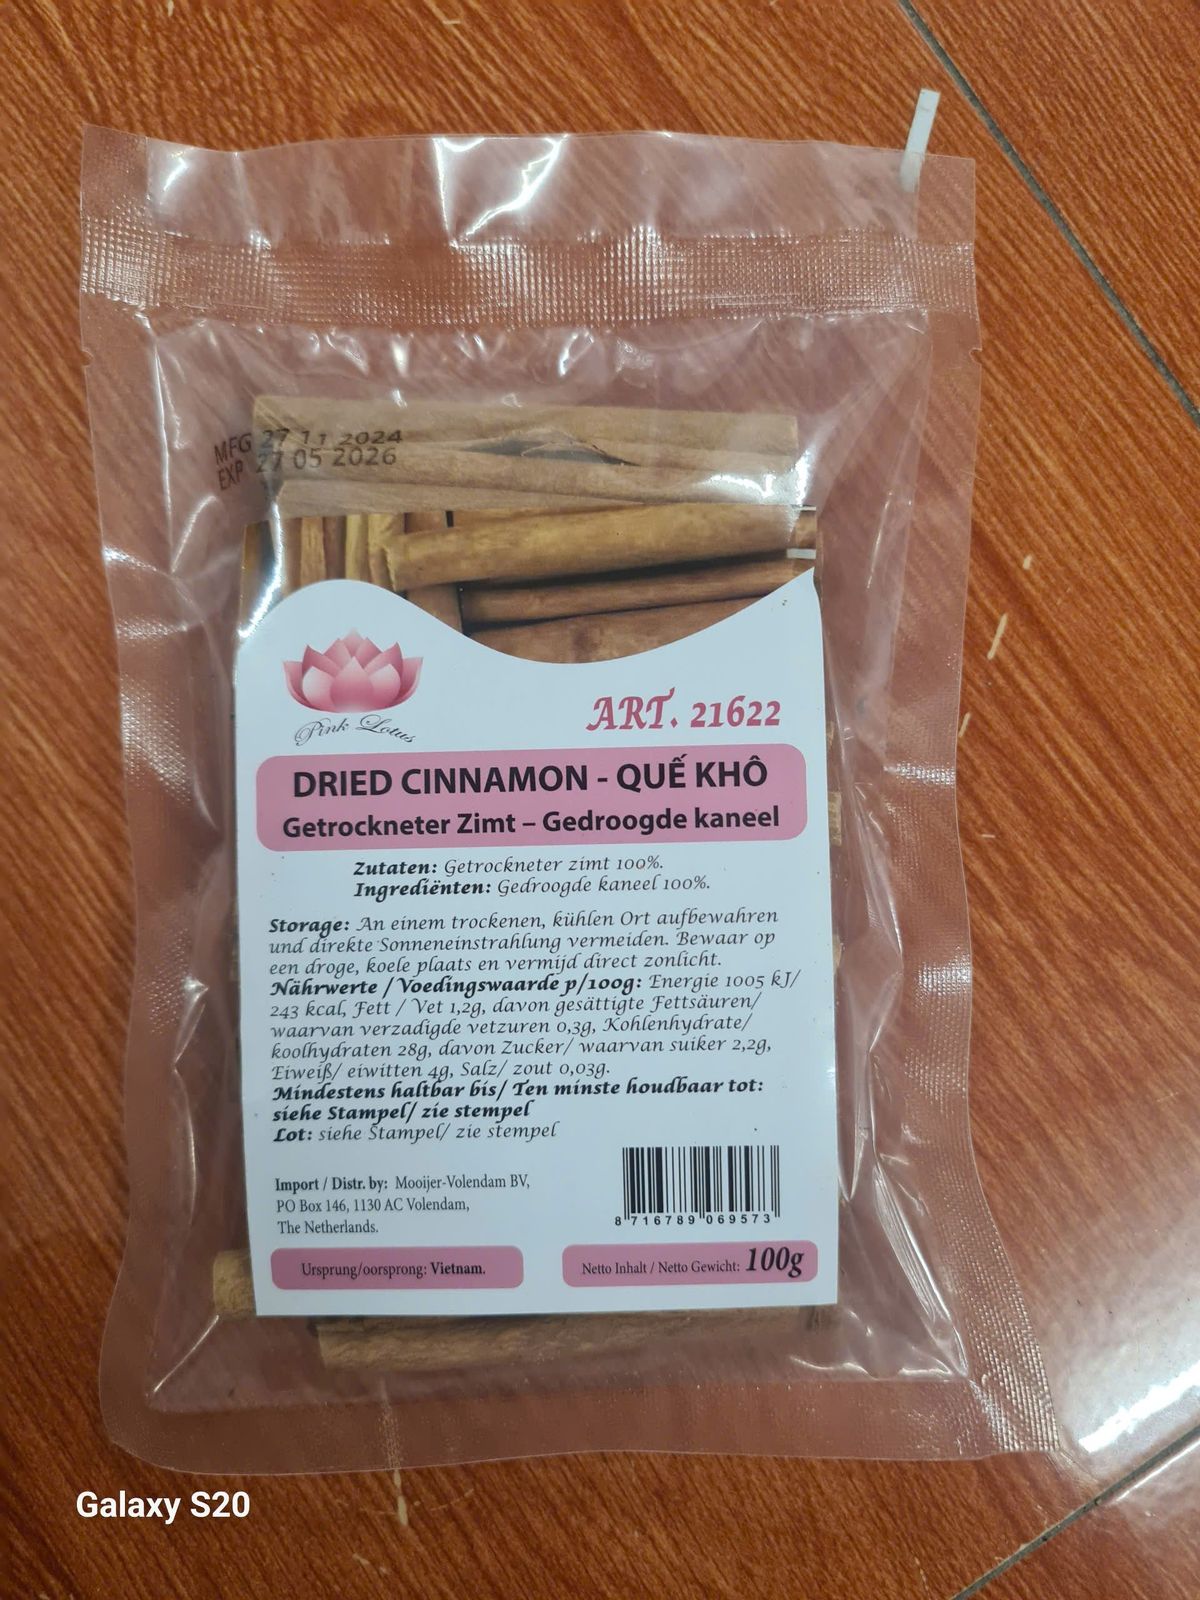 MFG 27 11 2024
EXP 27 05 2026
Pink Lotus
ART. 21622
DRIED CINNAMON - QUẾ KHÔ
Getrockneter Zimt – Gedroogde kaneel
Zutaten: Getrockneter zimt 100%.
Ingrediënten: Gedroogde kaneel 100%.
Storage: An einem trockenen, kühlen Ort aufbewahren
und direkte Sonneneinstrahlung vermeiden. Bewaar op
een droge, koele plaats en vermijd direct zonlicht.
Nährwerte / Voedingswaarde p/100g: Energie 1005 kJ/
243 kcal, Fett / Vet 1,2g, davon gesättigte Fettsäuren/
waarvan verzadigde vetzuren 0,3g, Kohlenhydrate/
koolhydraten 28g, davon Zucker/ waarvan suiker 2,2g,
Eiweiß/ eiwitten 4g, Salz/ zout 0,03g.
Mindestens haltbar bis/ Ten minste houdbaar tot:
siehe Stampel/ zie stempel
Lot: siehe Stampel/ zie stempel
Import / Distr. by: Mooijer-Volendam BV,
PO Box 146, 1130 AC Volendam,
The Netherlands.
8 716789 069573
Ursprung/oorsprong: Vietnam.
Netto Inhalt / Netto Gewicht: 100g
Galaxy S20